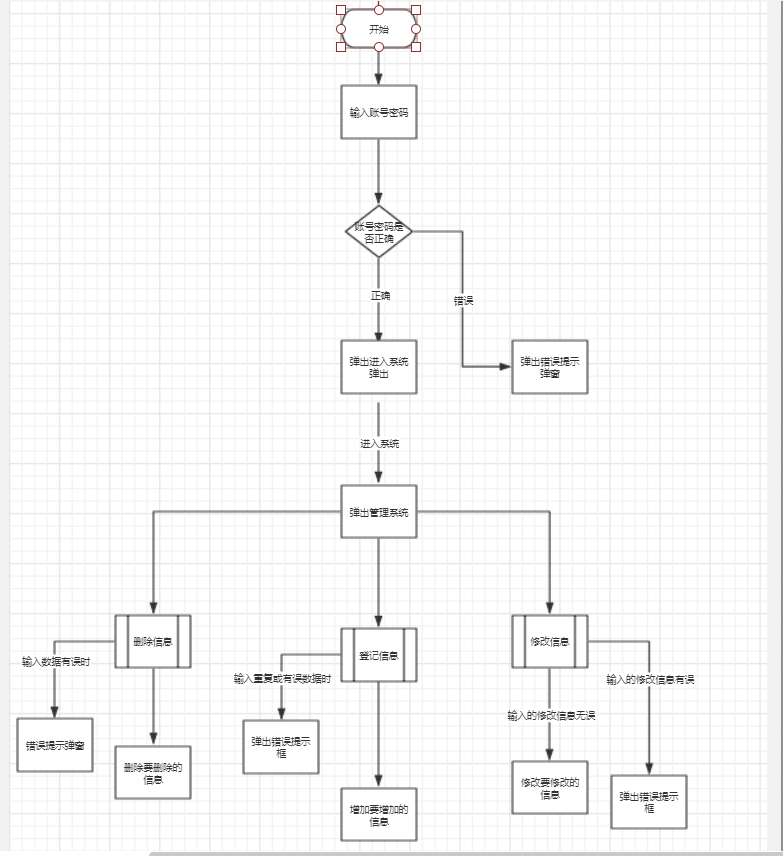 开始
输入账号密码
账号密码是
否正确
正确
错误
弹出进入系统
弹出
弹出错误提示
弹窗
进入系统
弹出管理系统
删除信息
登记信息
修改信息
输入数据有误时
输入重复或有误数据时
输入的修改信息有误
输入的修改信息无误
错误提示弹窗
删除要删除的
信息
弹出错误提示
框
增加要增加的
信息
修改要修改的
信息
弹出错误提示
框